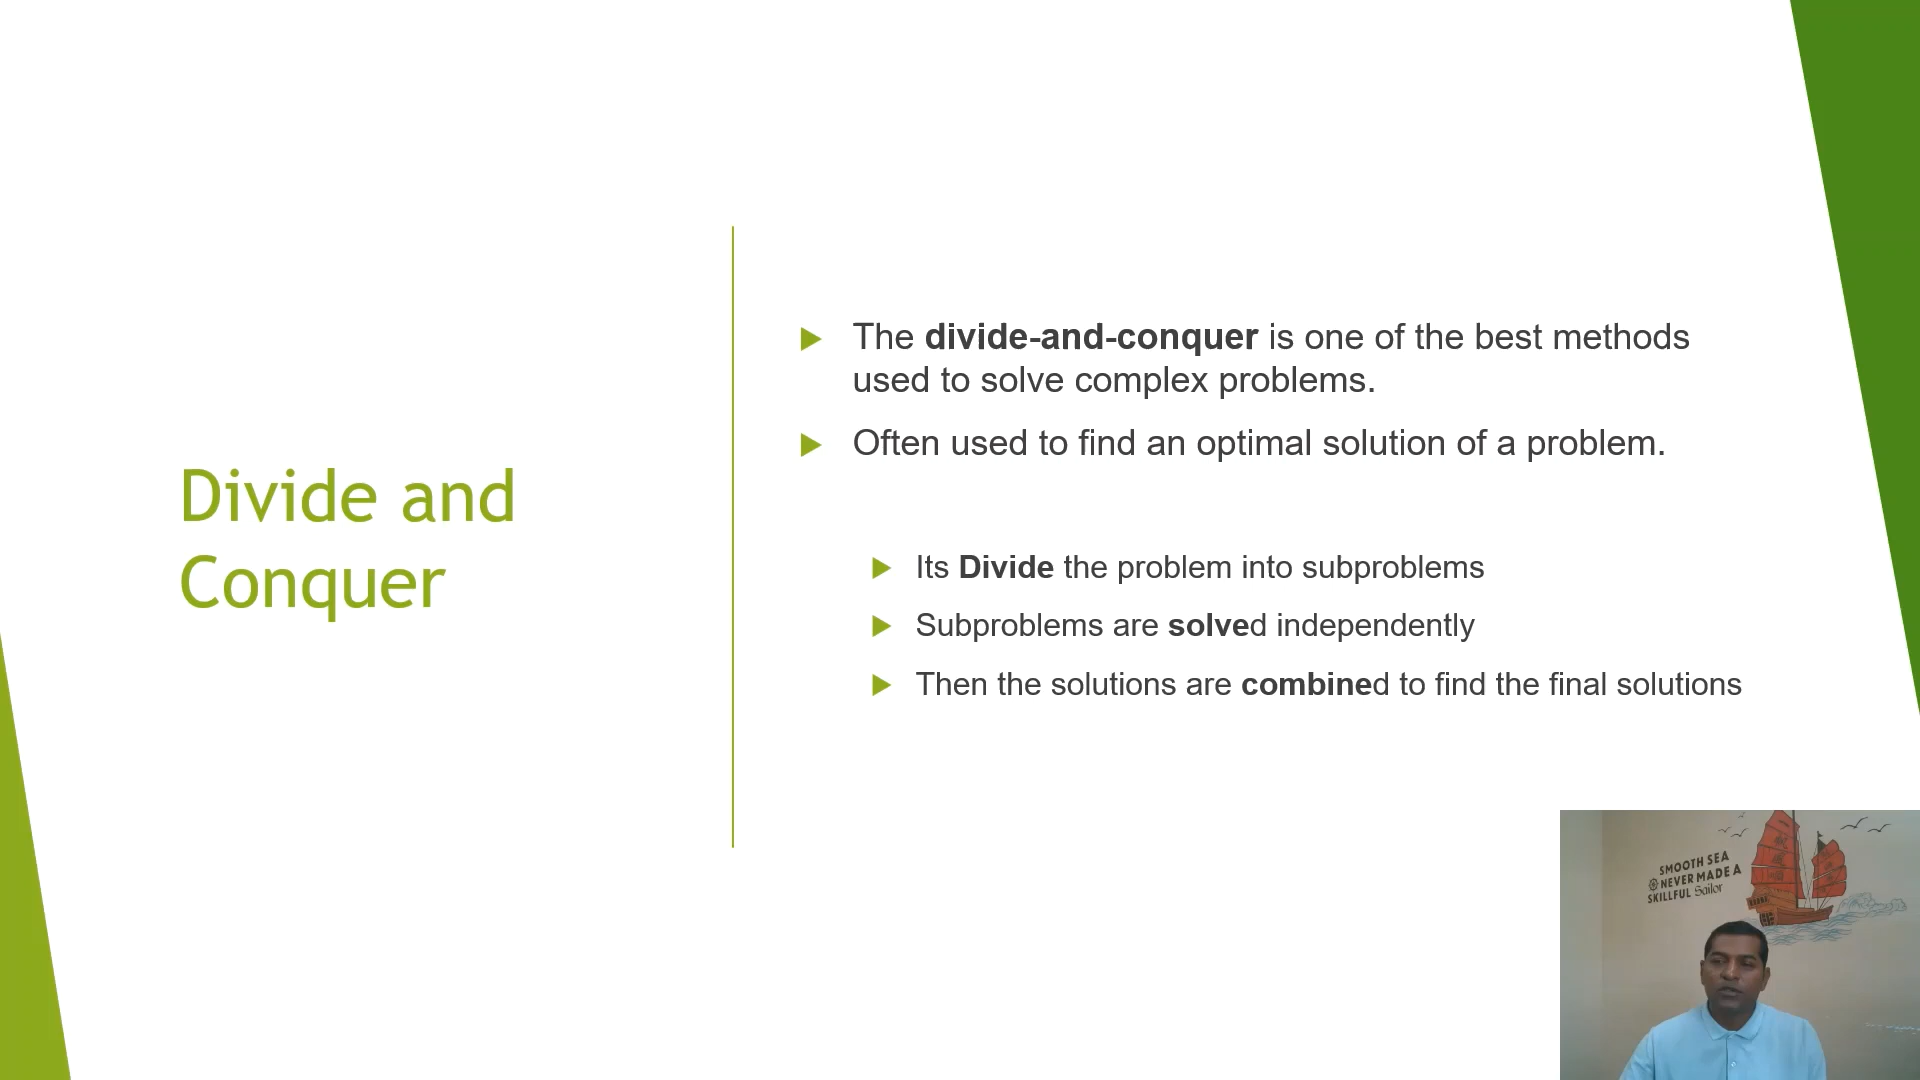 Divide and
Conquer
The divide-and-conquer is one of the best methods
used to solve complex problems.
Often used to find an optimal solution of a problem.
Its Divide the problem into subproblems
Subproblems are solved independently
Then the solutions are combined to find the final solutions
SMOOTH SEA
NEVER MADE A
SKILLFUL Sailor